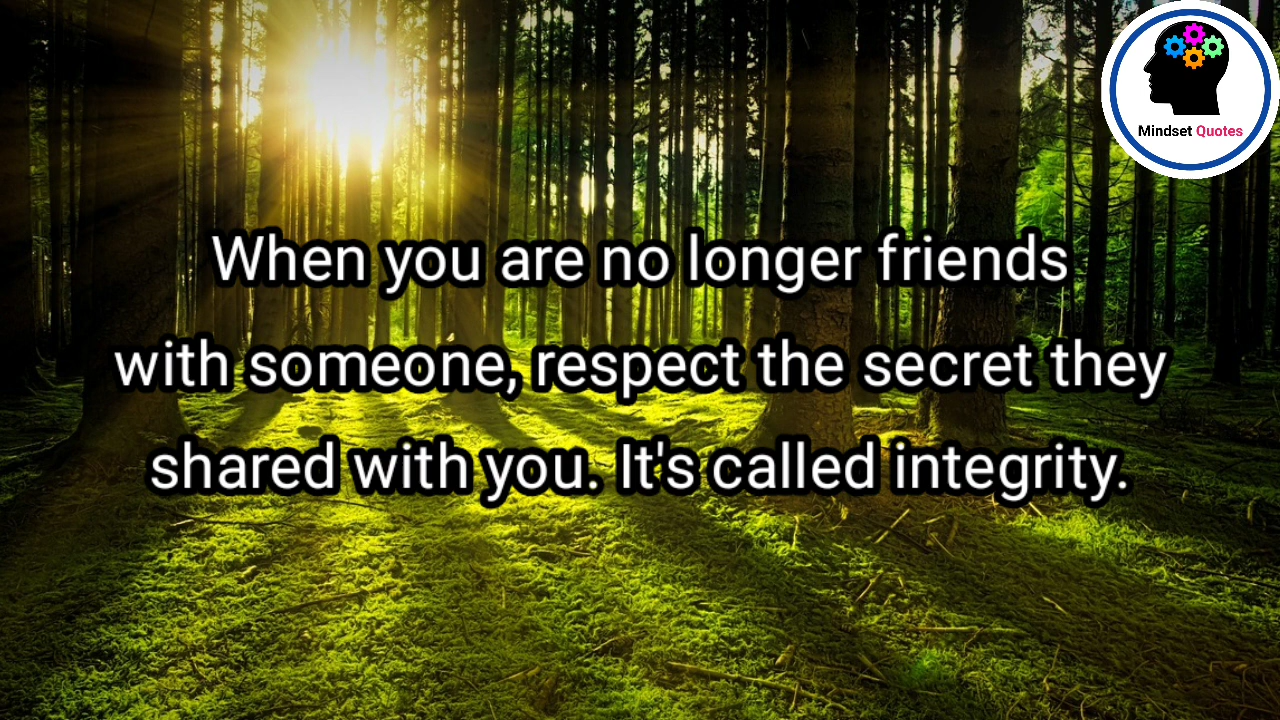 Mindset Quotes
When you are no longer friends
with someone, respect the secret they
shared with you. It's called integrity.